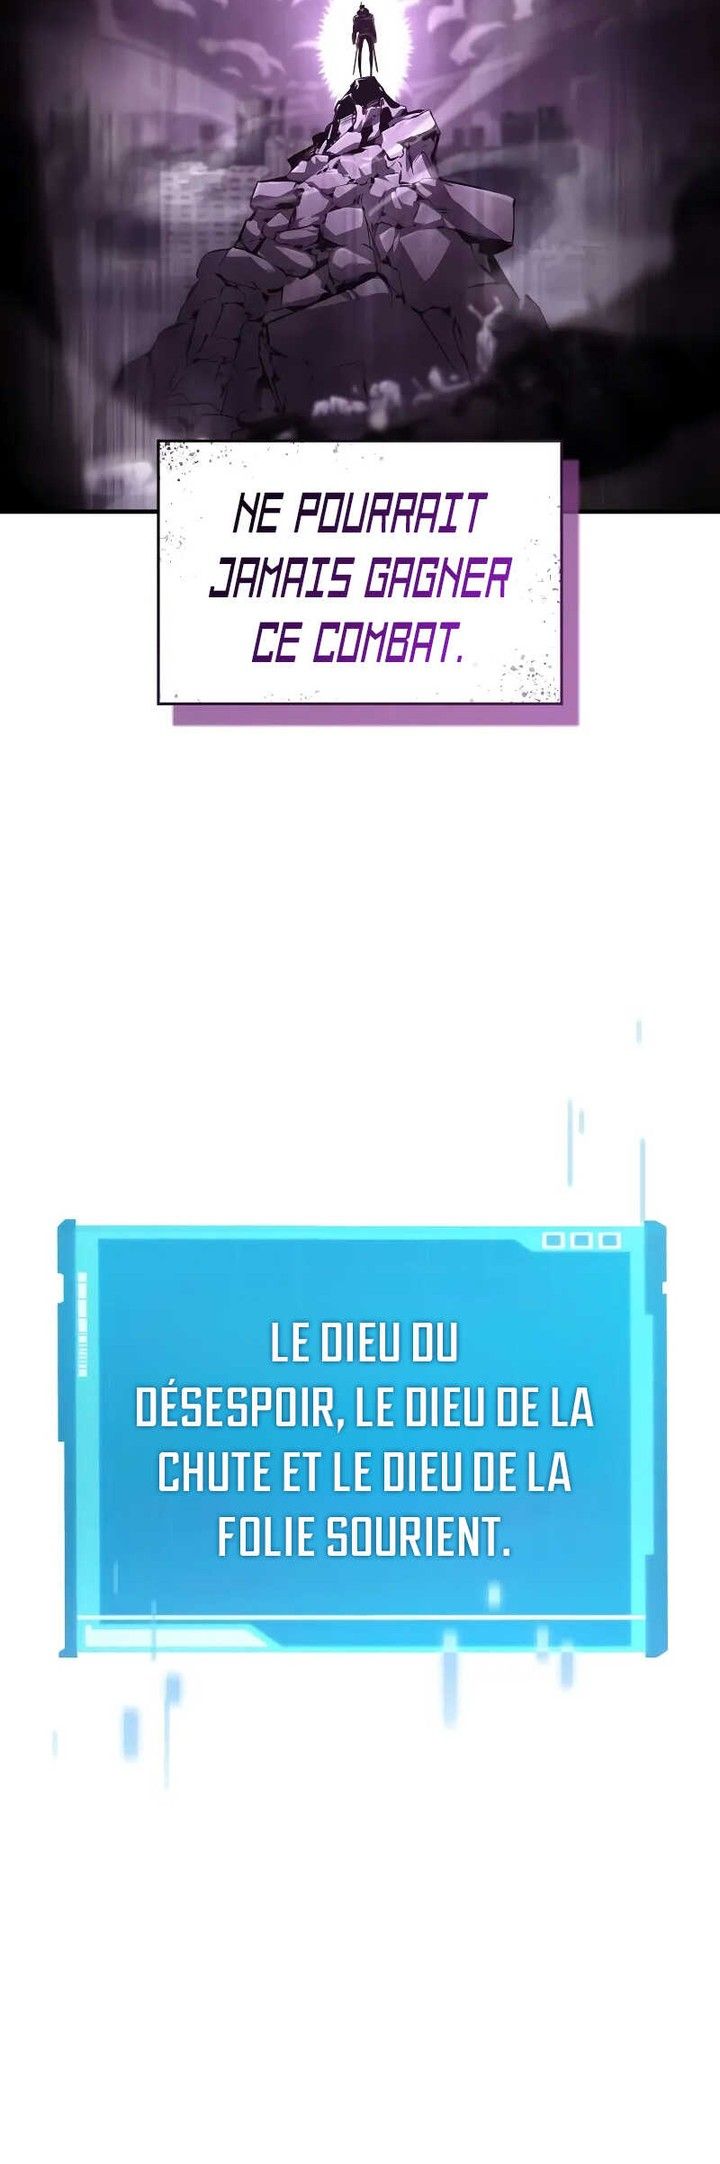 NE POURRAIT
JAMAIS GAGNER
CE COMBAT.
LE DIEU DU
DÉSESPOIR, LE DIEU DE LA
CHUTE ET LE DIEU DE LA
FOLIE SOURIENT.